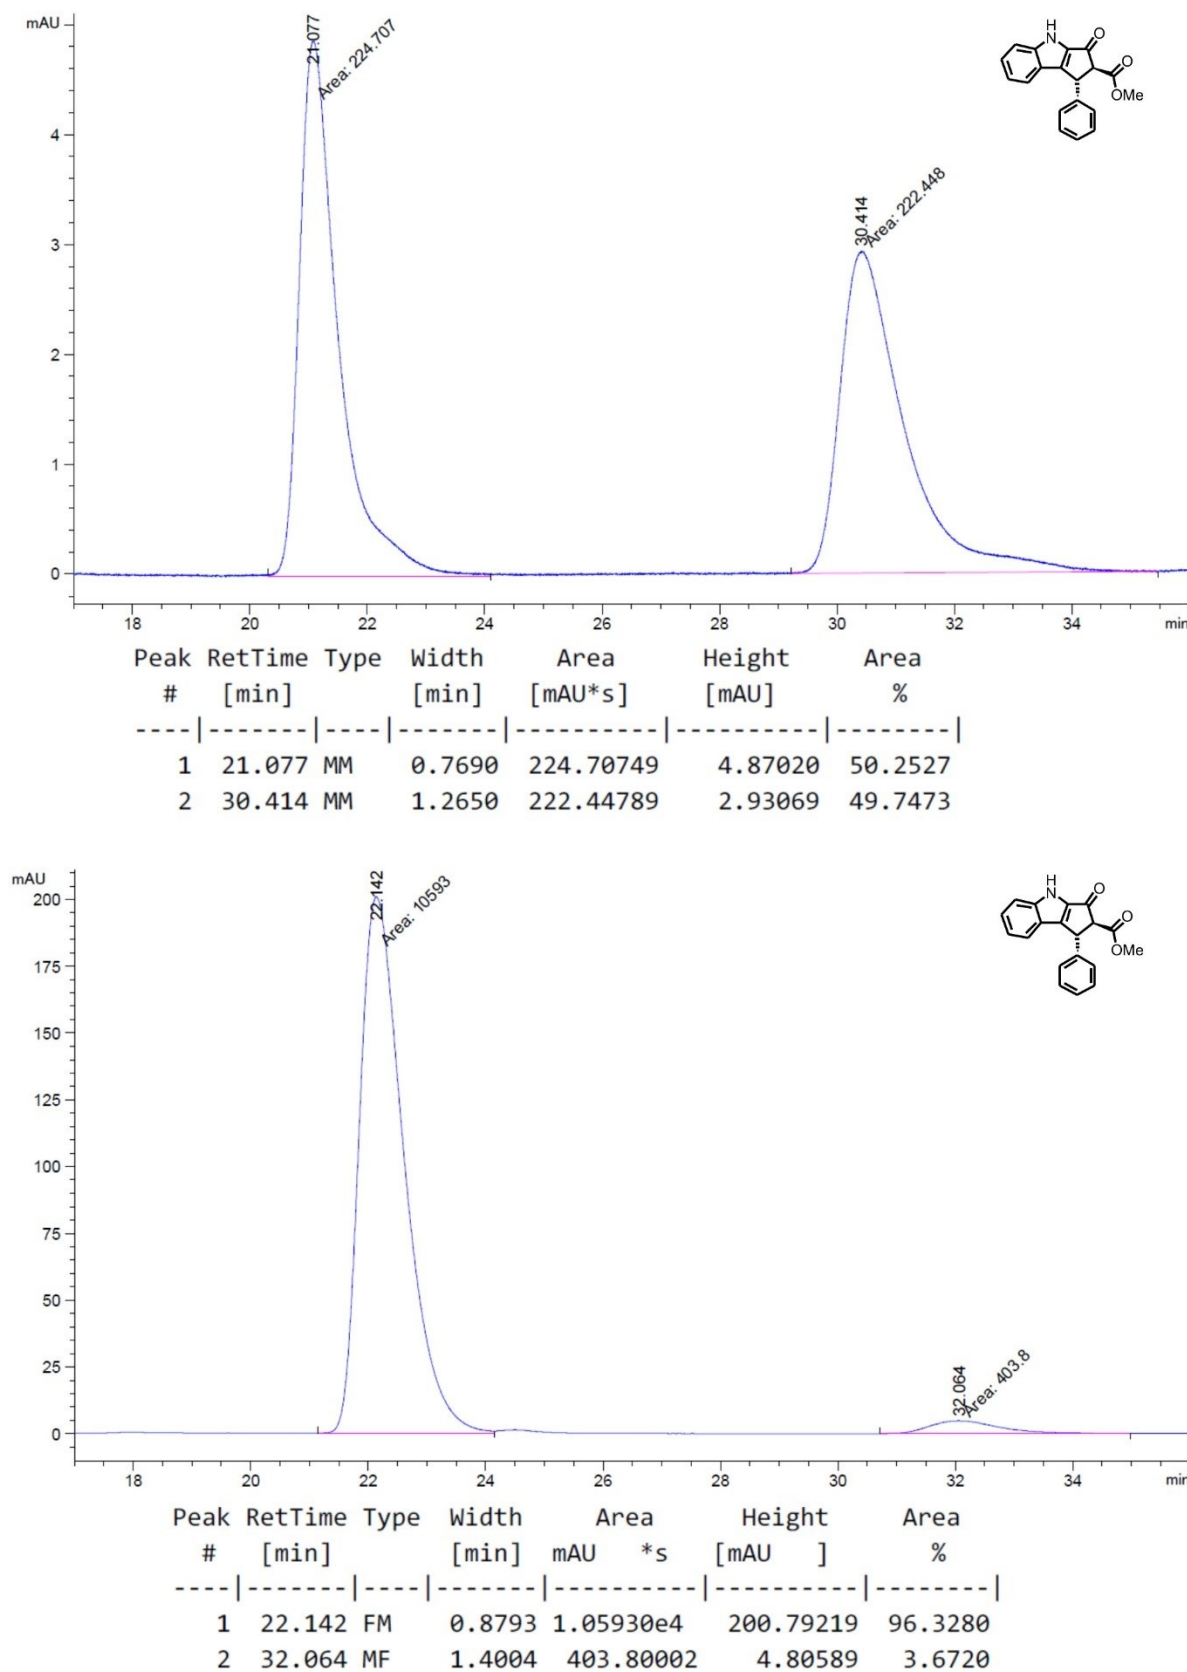 mAU
21.077
Area: 224.707
30.414
Area: 222.448
H
N
O
O
OMe
4
3
2
1
0
18 20 22 24 26 28 30 32 34 min
Peak RetTime Type Width Area Height Area
# [min] [min] [mAU*s] [mAU] %
----|-------|----|-------|----------|----------|--------|
1 21.077 MM 0.7690 224.70749 4.87020 50.2527
2 30.414 MM 1.2650 222.44789 2.93069 49.7473
mAU
22.142
Area: 10593
32.064
Area: 403.8
H
N
O
O
OMe
200
175
150
125
100
75
50
25
0
18 20 22 24 26 28 30 32 34 min
Peak RetTime Type Width Area Height Area
# [min] [min] mAU *s [mAU ] %
----|-------|----|-------|----------|----------|--------|
1 22.142 FM 0.8793 1.05930e4 200.79219 96.3280
2 32.064 MF 1.4004 403.80002 4.80589 3.6720